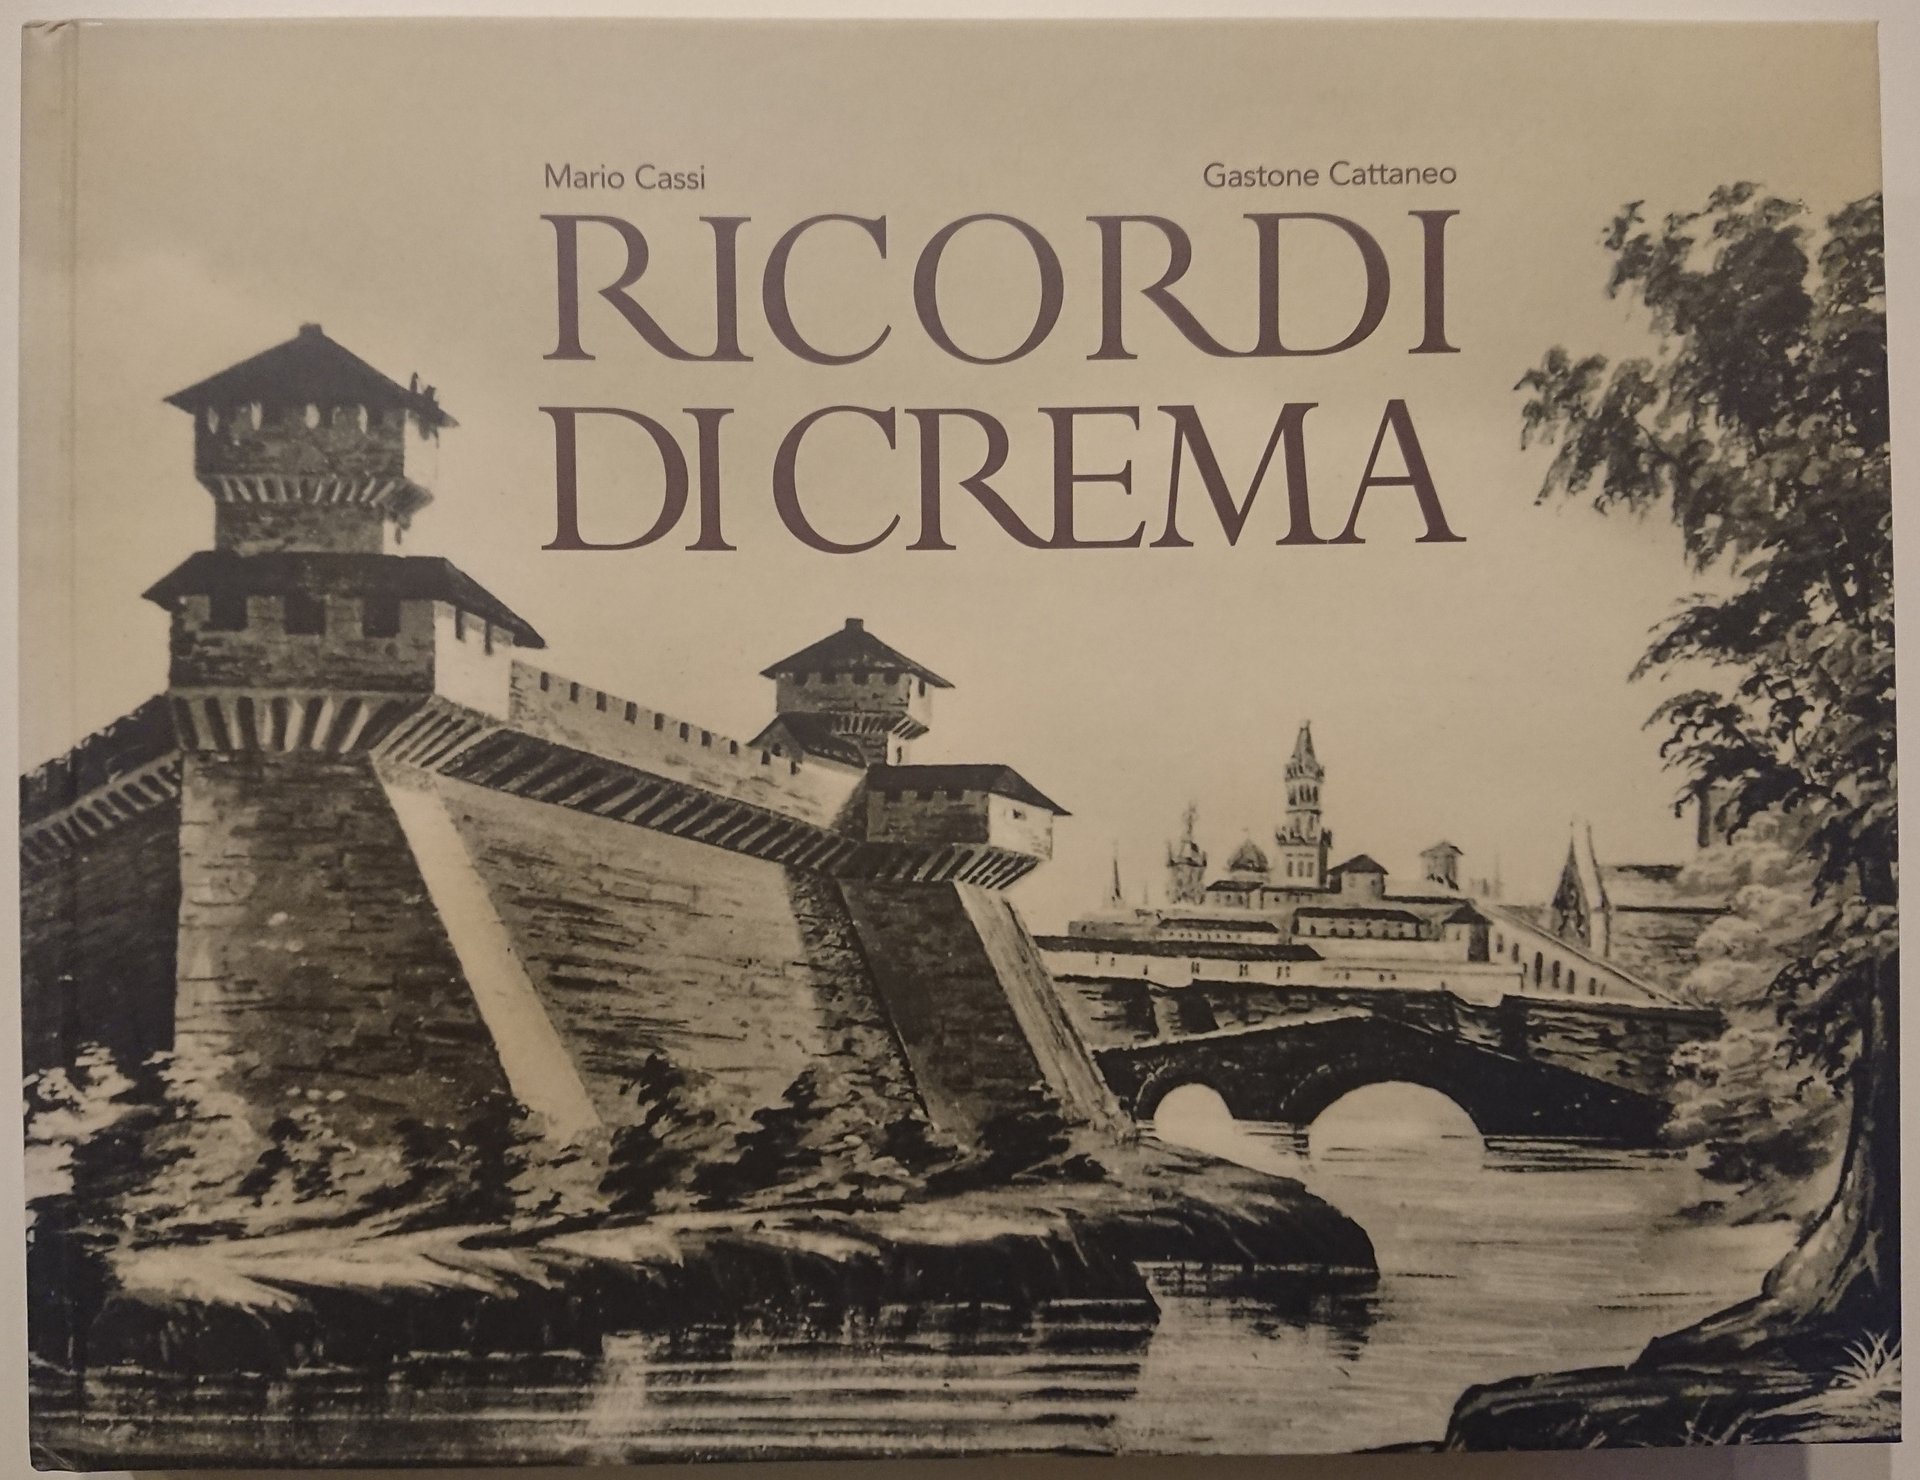 Mario Cassi Gastone Cattaneo
RICORDI
DI CREMA